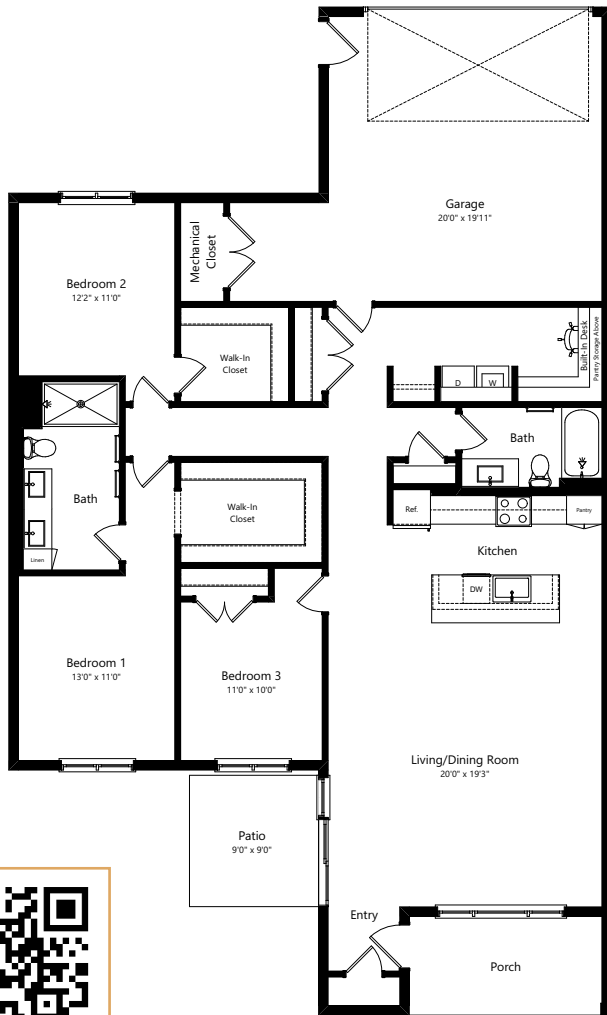 Garage
20'0" x 19'11"
Mechanical
Closet
Bedroom 2
12'2" x 11'0"
Walk-In
Closet
Built-In Desk
Pantry Storage Above
D
W
Bath
Bath
Walk-In
Closet
Ref.
Pantry
Kitchen
Linen
DW
Bedroom 1
13'0" x 11'0"
Bedroom 3
11'0" x 10'0"
Living/Dining Room
20'0" x 19'3"
Patio
9'0" x 9'0"
Entry
Porch